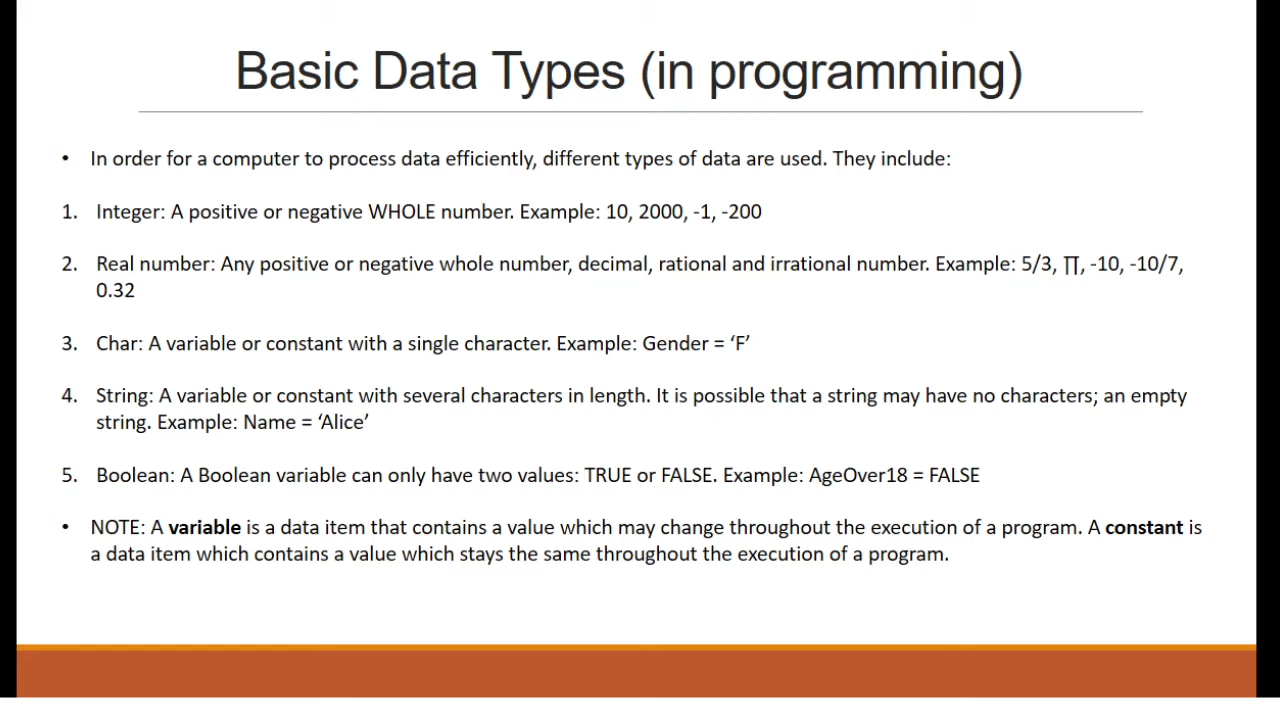 Basic Data Types (in programming)
• In order for a computer to process data efficiently, different types of data are used. They include:
1. Integer: A positive or negative WHOLE number. Example: 10, 2000, -1, -200
2. Real number: Any positive or negative whole number, decimal, rational and irrational number. Example: 5/3, ∏, -10, -10/7,
0.32
3. Char: A variable or constant with a single character. Example: Gender = ‘F’
4. String: A variable or constant with several characters in length. It is possible that a string may have no characters; an empty
string. Example: Name = ‘Alice’
5. Boolean: A Boolean variable can only have two values: TRUE or FALSE. Example: AgeOver18 = FALSE
• NOTE: A variable is a data item that contains a value which may change throughout the execution of a program. A constant is
a data item which contains a value which stays the same throughout the execution of a program.